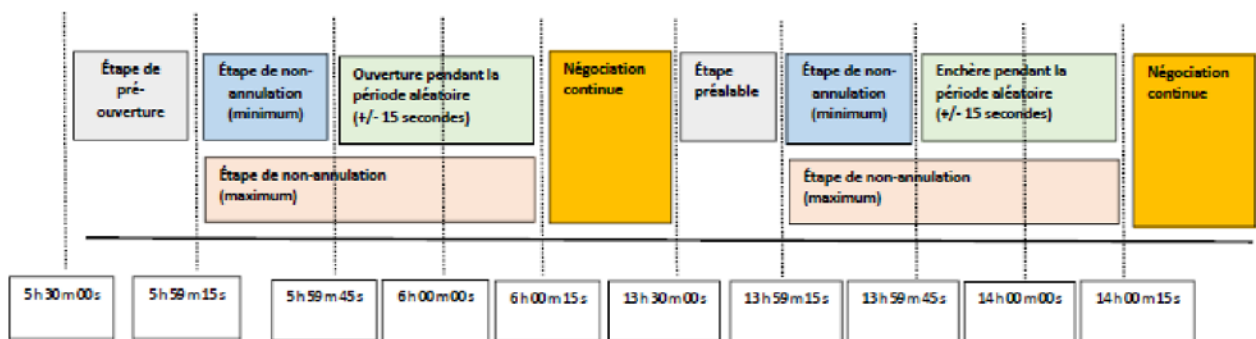 Étape de
pré-
ouverture
Étape de non-
annulation
(minimum)
Ouverture pendant la
période aléatoire
(+/- 15 secondes)
Négociation
continue
Étape
préalable
Étape de non-
annulation
(minimum)
Enchère pendant la
période aléatoire
(+/- 15 secondes)
Négociation
continue
Étape de non-annulation
(maximum)
Étape de non-annulation
(maximum)
5 h 30 m 00 s
5 h 59 m 15 s
5 h 59 m 45 s
6 h 00 m 00 s
6 h 00 m 15 s
13 h 30 m 00 s
13 h 59 m 15 s
13 h 59 m 45 s
14 h 00 m 00 s
14 h 00 m 15 s